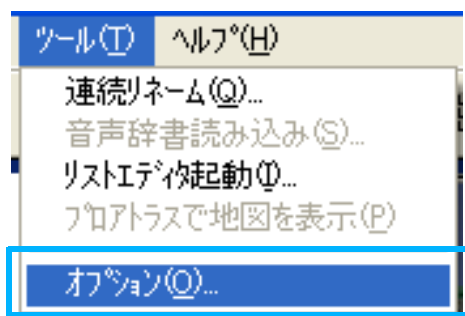 ツール(T) ヘルプ(H)
連続リネーム(Q)...
音声辞書読み込み(S)...
リストエディタ起動(I)...
プロアトラスで地図を表示(P)
オプション(O)...